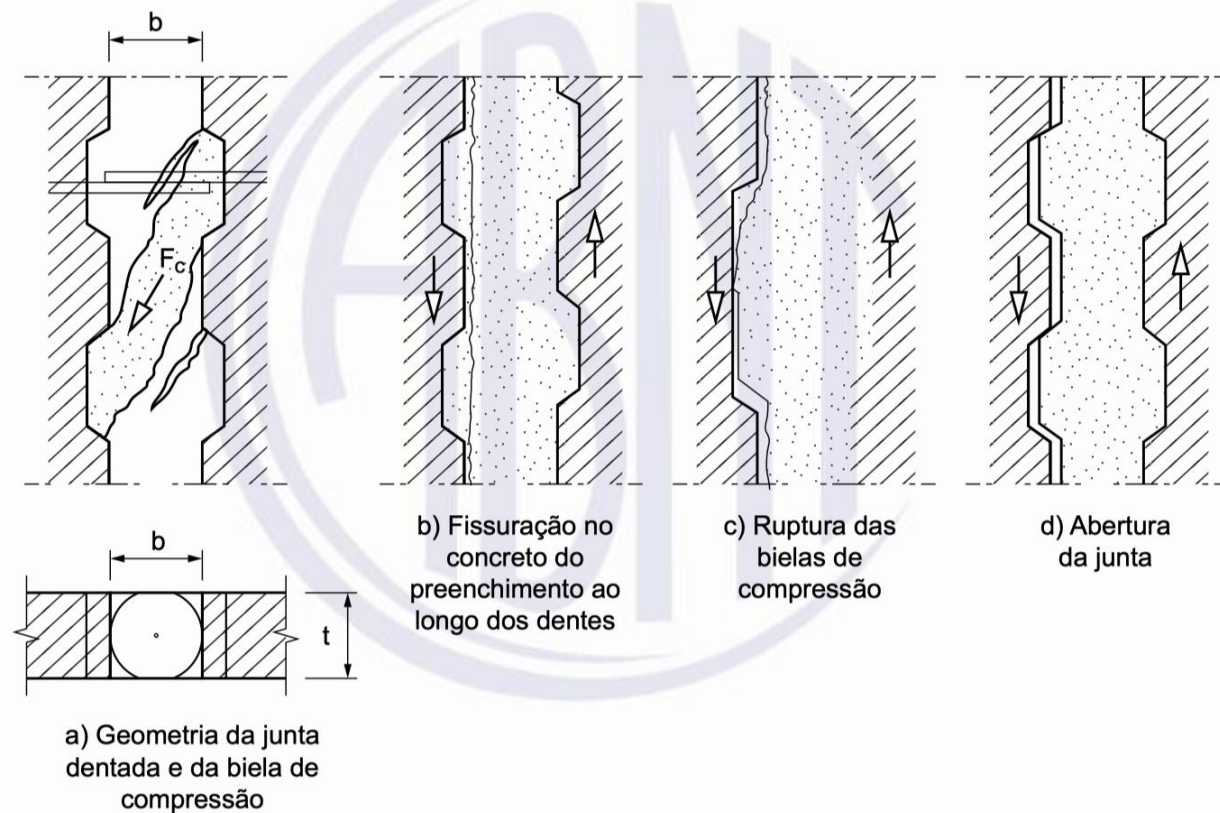 b
F_c
b
t
a) Geometria da junta
dentada e da biela de
compressão
b) Fissuração no
concreto do
preenchimento ao
longo dos dentes
c) Ruptura das
bielas de
compressão
d) Abertura
da junta
ABNT